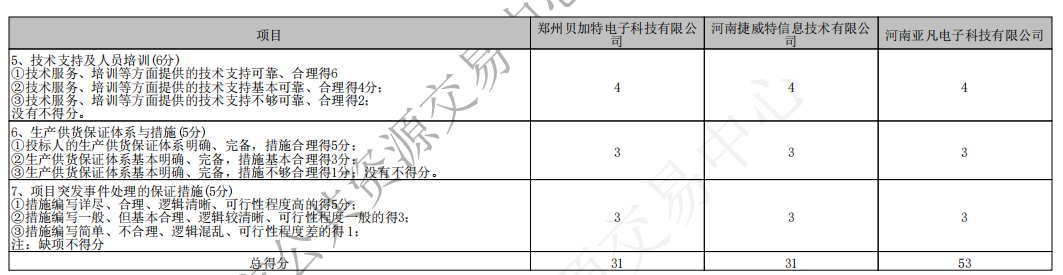 项目
郑州贝加特电子科技有限公
司
河南捷威特信息技术有限公
司
河南亚凡电子科技有限公司
5、技术支持及人员培训(6分)
①技术服务、培训等方面提供的技术支持可靠、合理得6
②技术服务、培训等方面提供的技术支持基本可靠、合理得4分；
③技术服务、培训等方面提供的技术支持不够可靠、合理得2；
没有不得分。
4
4
4
6、生产供货保证体系与措施(5分)
①投标人的生产供货保证体系明确、完备，措施合理得5分；
②生产供货保证体系基本明确、完备，措施基本合理得3分；
③生产供货保证体系基本明确、完备，措施不够合理得1分；没有不得分。
3
3
3
7、项目突发事件处理的保证措施(5分)
①措施编写详尽、合理、逻辑清晰、可行性程度高的得5分；
②措施编写一般、但基本合理、逻辑较清晰、可行性程度一般的得3；
③措施编写简单、不合理、逻辑混乱、可行性程度差的得1；
注：缺项不得分
3
3
3
总得分
31
31
53
公共资源交易中心
易中心